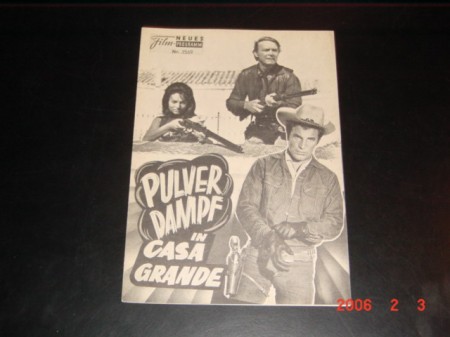 Film
NEUES
PROGRAMM
PULVER
DAMPF
IN
CASA
GRANDE
2006 2 3